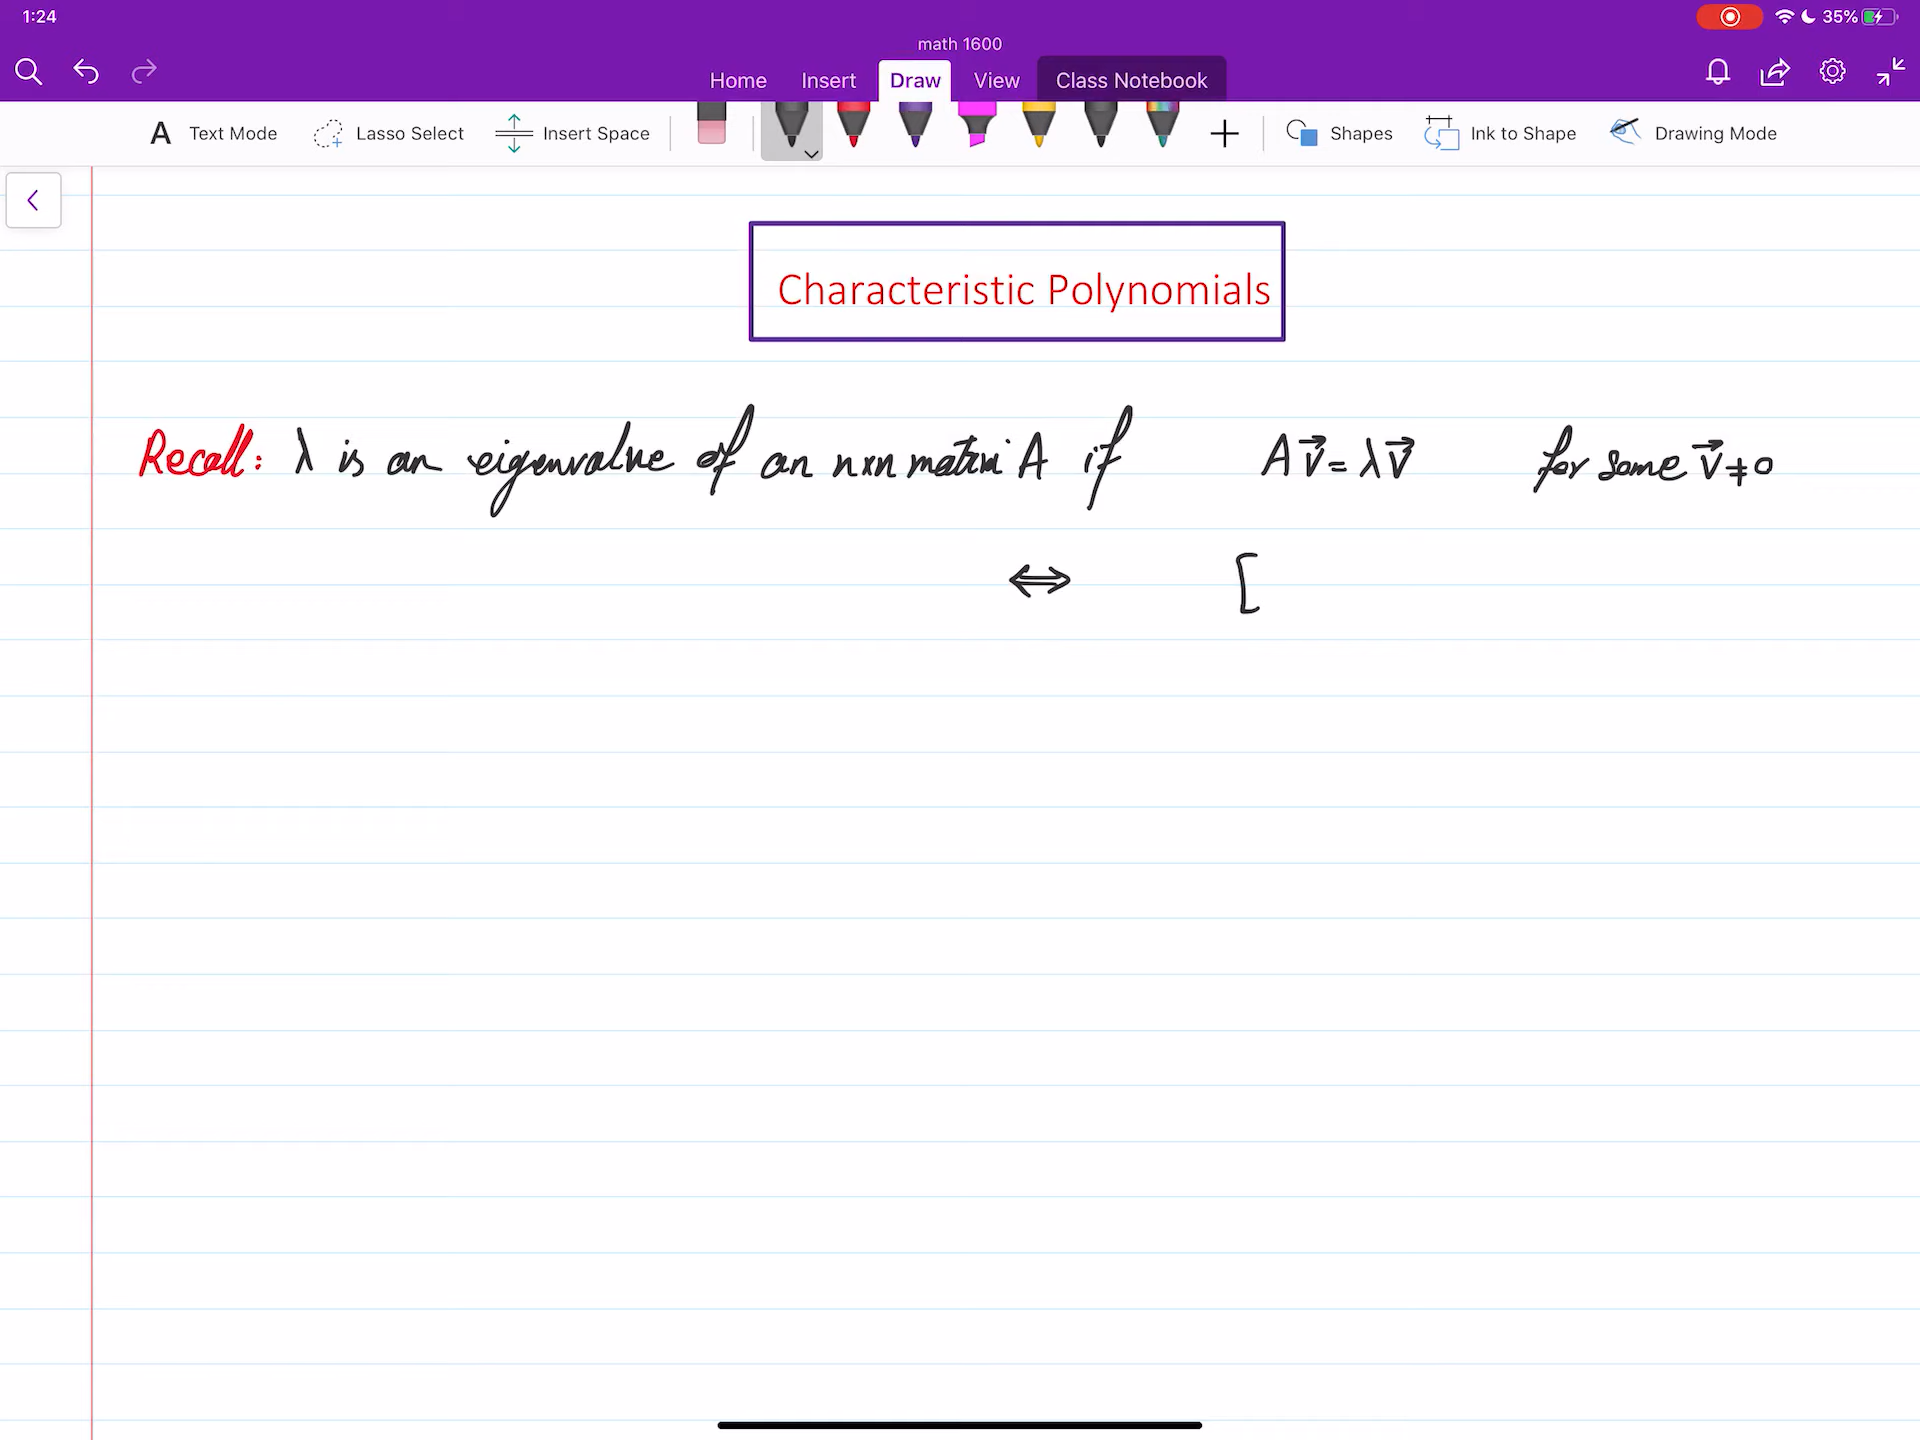 1:24
35%
math 1600
Home Insert Draw View Class Notebook
A Text Mode Lasso Select Insert Space Shapes Ink to Shape Drawing Mode
Characteristic Polynomials
Recall: λ is an eigenvalue of an n×n matrix A if A v⃗ = λ v⃗ for some v⃗ ≠ 0
⇔ [